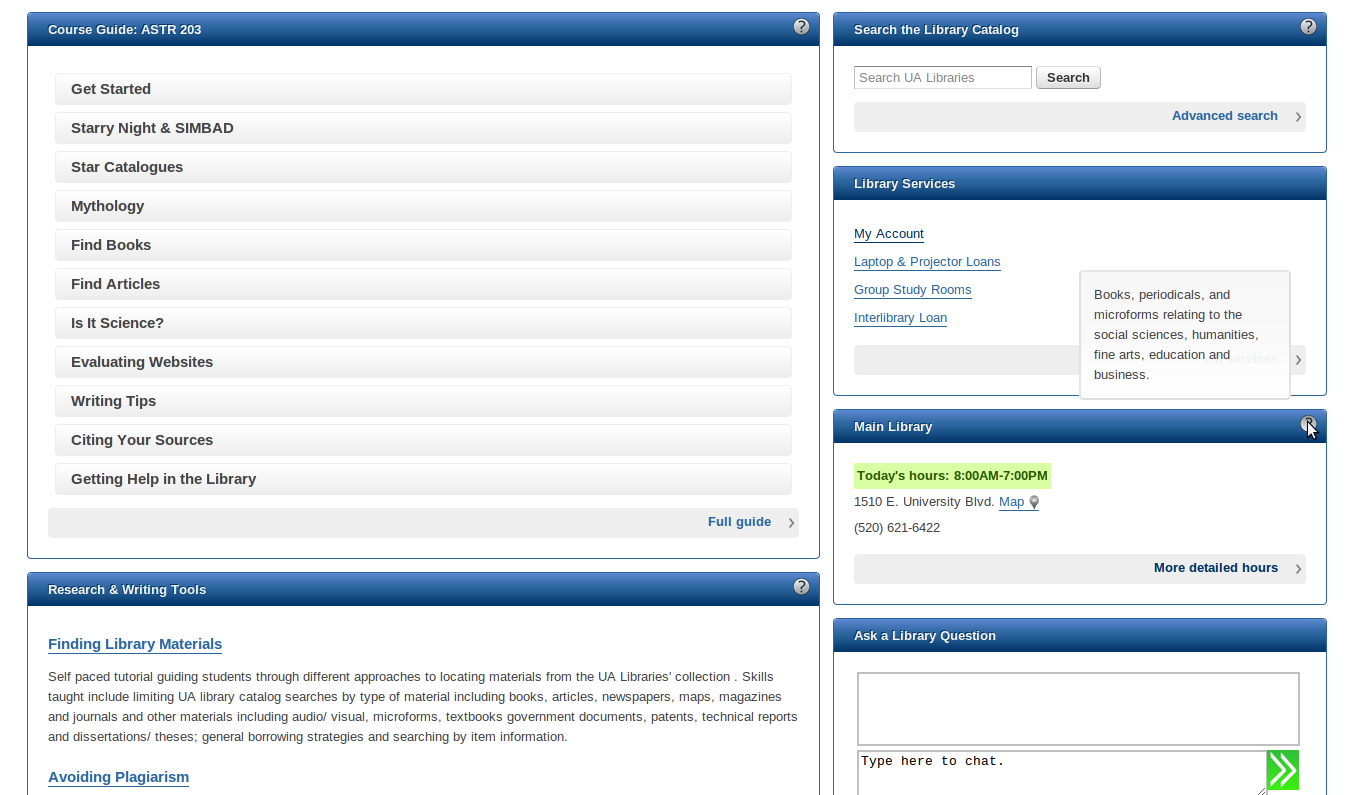 Course Guide: ASTR 203
?
Get Started
Starry Night & SIMBAD
Star Catalogues
Mythology
Find Books
Find Articles
Is It Science?
Evaluating Websites
Writing Tips
Citing Your Sources
Getting Help in the Library
Full guide
Research & Writing Tools
?
Finding Library Materials
Self paced tutorial guiding students through different approaches to locating materials from the UA Libraries' collection . Skills
taught include limiting UA library catalog searches by type of material including books, articles, newspapers, maps, magazines
and journals and other materials including audio/ visual, microforms, textbooks government documents, patents, technical reports
and dissertations/ theses; general borrowing strategies and searching by item information.
Avoiding Plagiarism
Search the Library Catalog
?
Search UA Libraries
Search
Advanced search
Library Services
My Account
Laptop & Projector Loans
Group Study Rooms
Interlibrary Loan
services
Books, periodicals, and
microforms relating to the
social sciences, humanities,
fine arts, education and
business.
Main Library
?
Today's hours: 8:00AM-7:00PM
1510 E. University Blvd. Map
(520) 621-6422
More detailed hours
Ask a Library Question
Type here to chat.